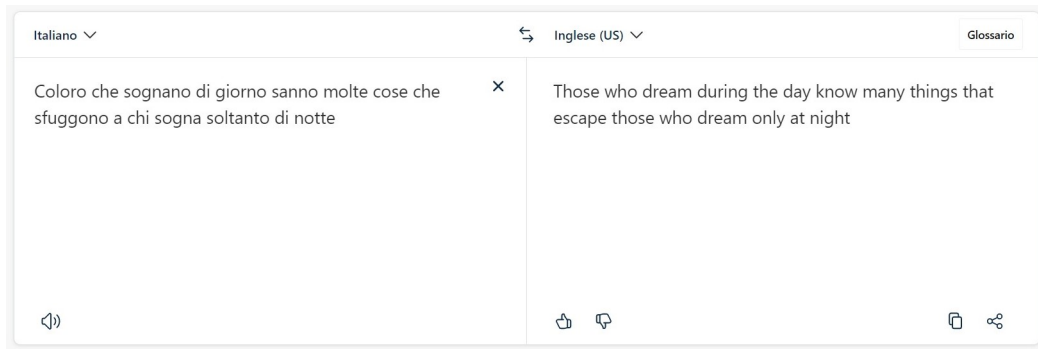 Italiano
Inglese (US)
Glossario
Coloro che sognano di giorno sanno molte cose che
sfuggono a chi sogna soltanto di notte
Those who dream during the day know many things that
escape those who dream only at night